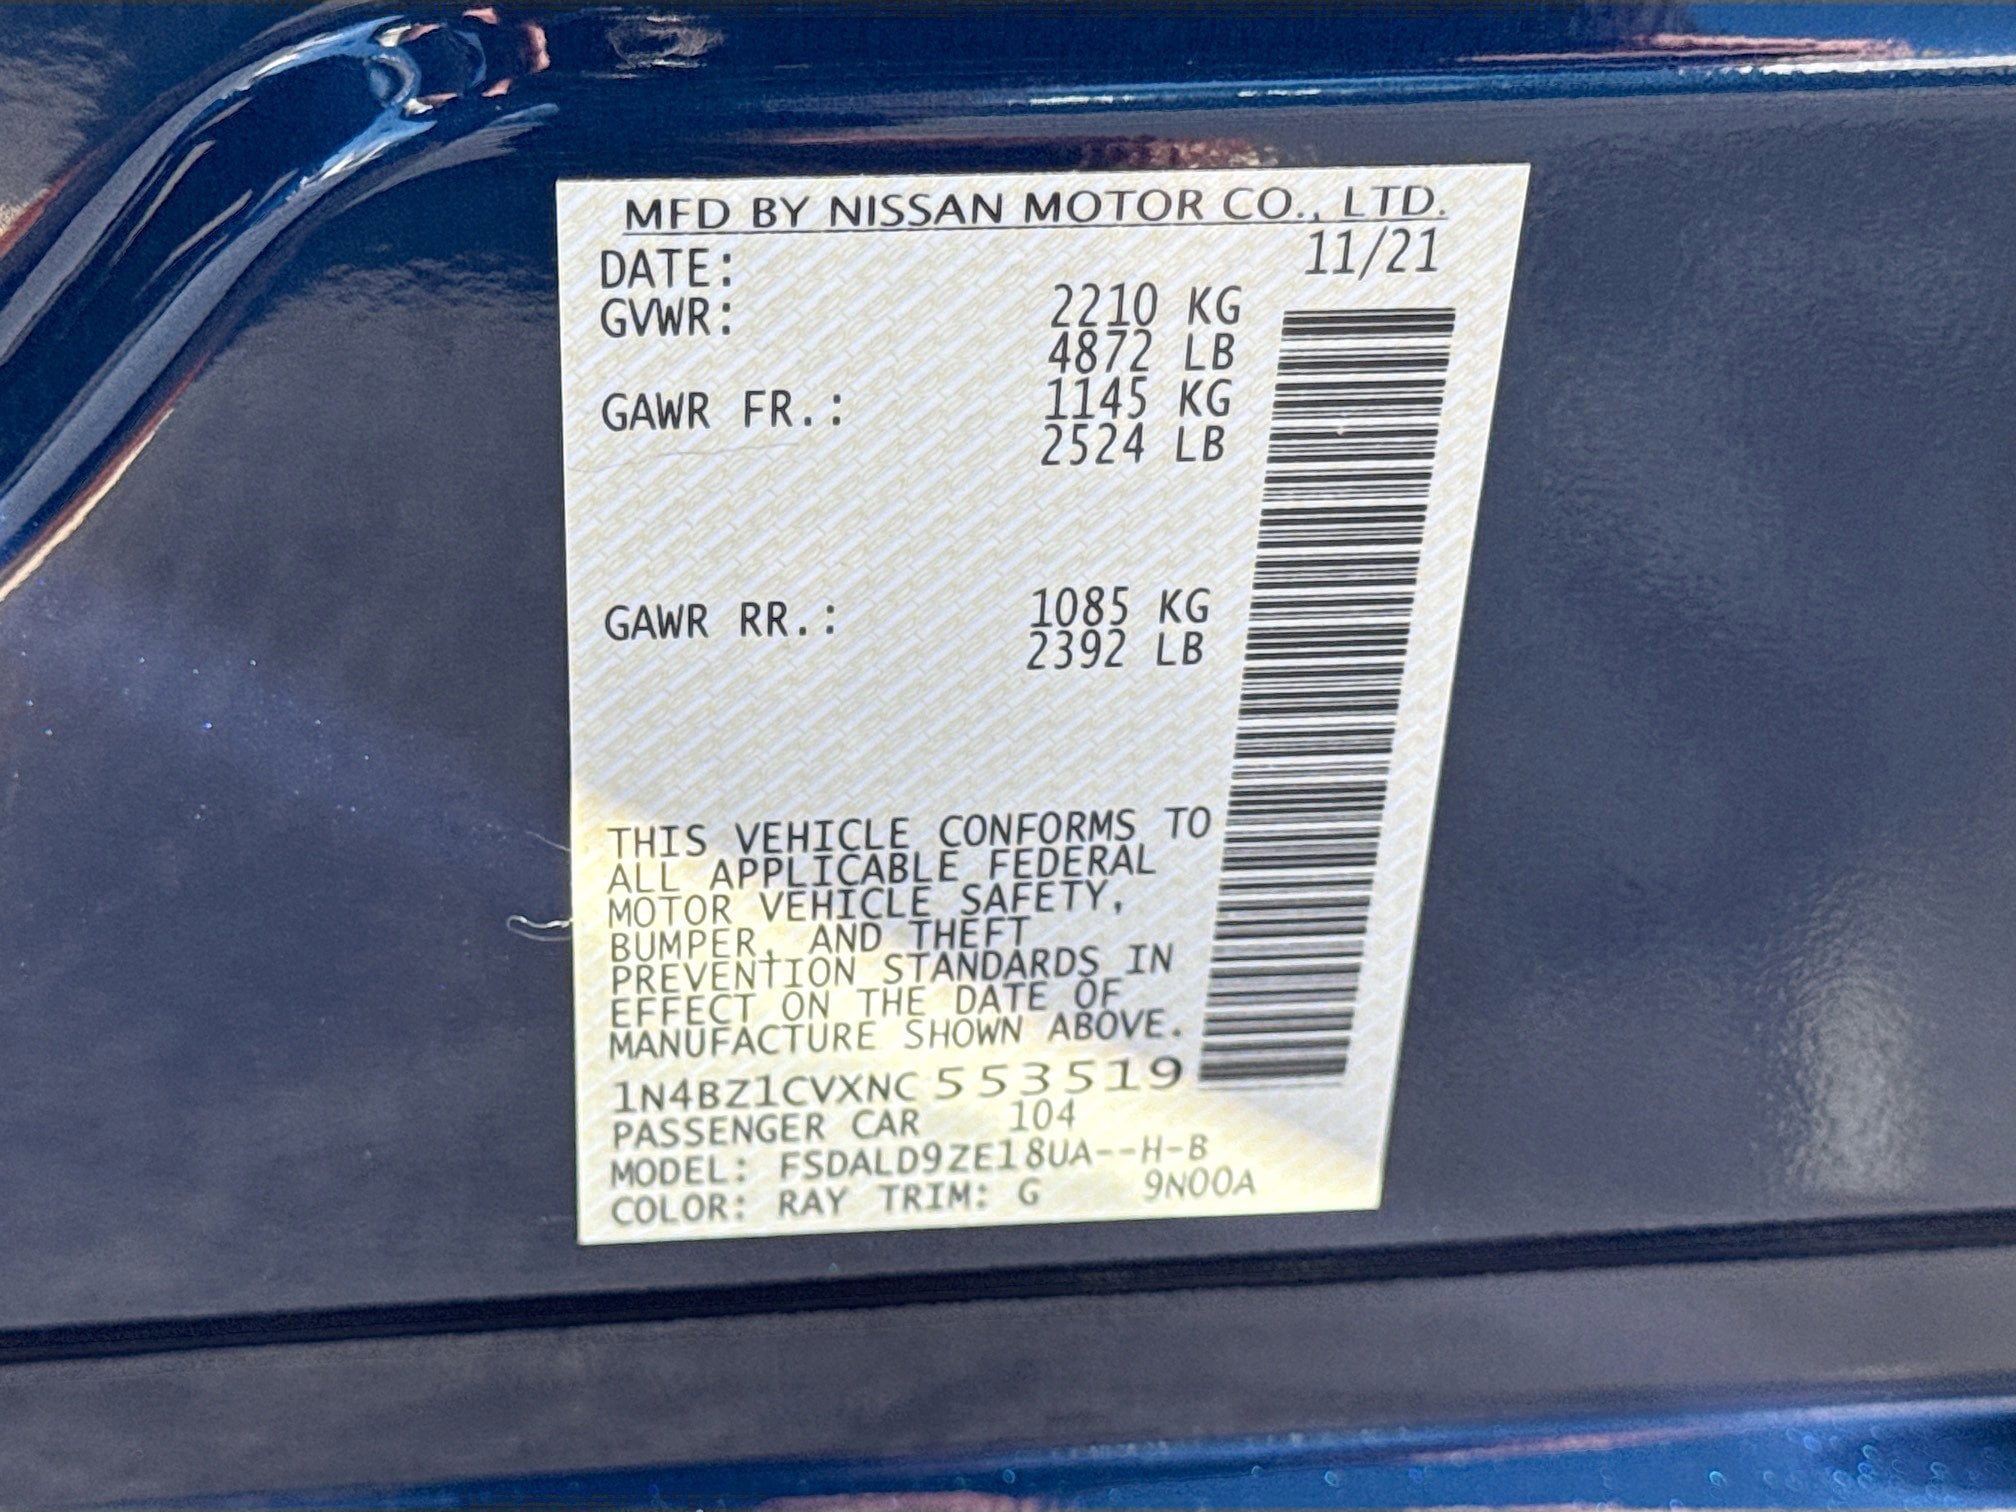 MFD BY NISSAN MOTOR CO., LTD.
DATE: 11/21
GVWR: 2210 KG
4872 LB
GAWR FR.: 1145 KG
2524 LB
GAWR RR.: 1085 KG
2392 LB
THIS VEHICLE CONFORMS TO
ALL APPLICABLE FEDERAL
MOTOR VEHICLE SAFETY,
BUMPER, AND THEFT
PREVENTION STANDARDS IN
EFFECT ON THE DATE OF
MANUFACTURE SHOWN ABOVE.
1N4BZ1CVXNC553519
PASSENGER CAR 104
MODEL: FSDALD9ZE18UA--H-B
COLOR: RAY TRIM: G 9N00A